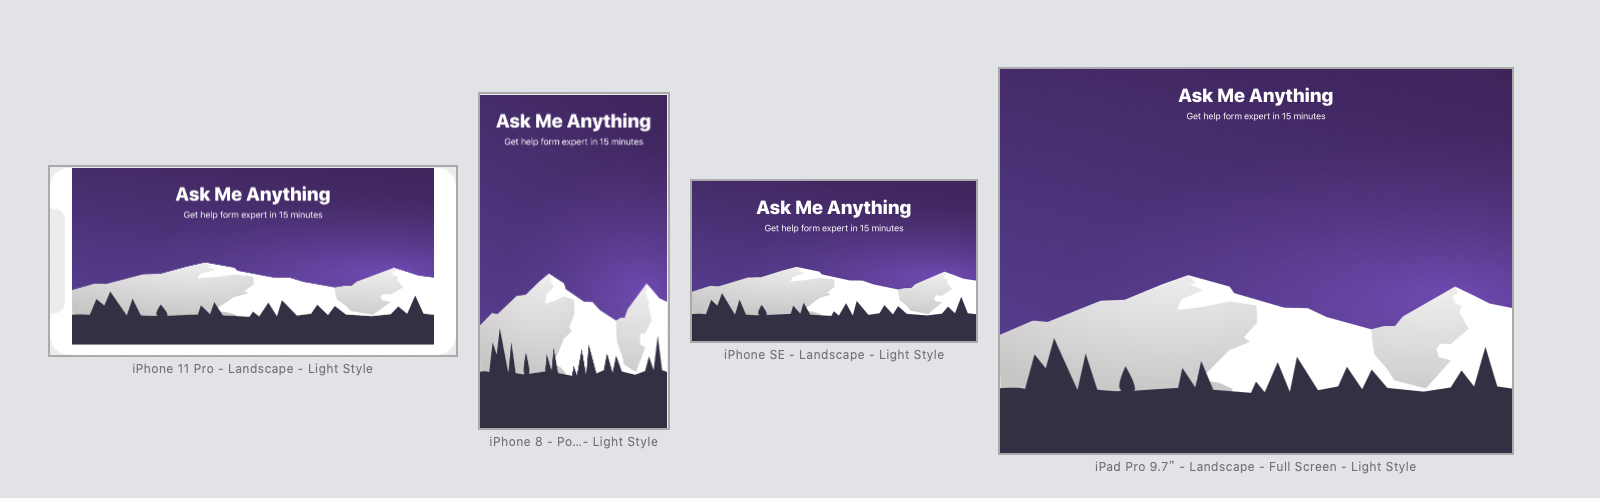 Ask Me Anything
Get help form expert in 15 minutes
iPhone 11 Pro - Landscape - Light Style
Ask Me Anything
Get help form expert in 15 minutes
iPhone 8 - Po...- Light Style
Ask Me Anything
Get help form expert in 15 minutes
iPhone SE - Landscape - Light Style
Ask Me Anything
Get help form expert in 15 minutes
iPad Pro 9.7” - Landscape - Full Screen - Light Style